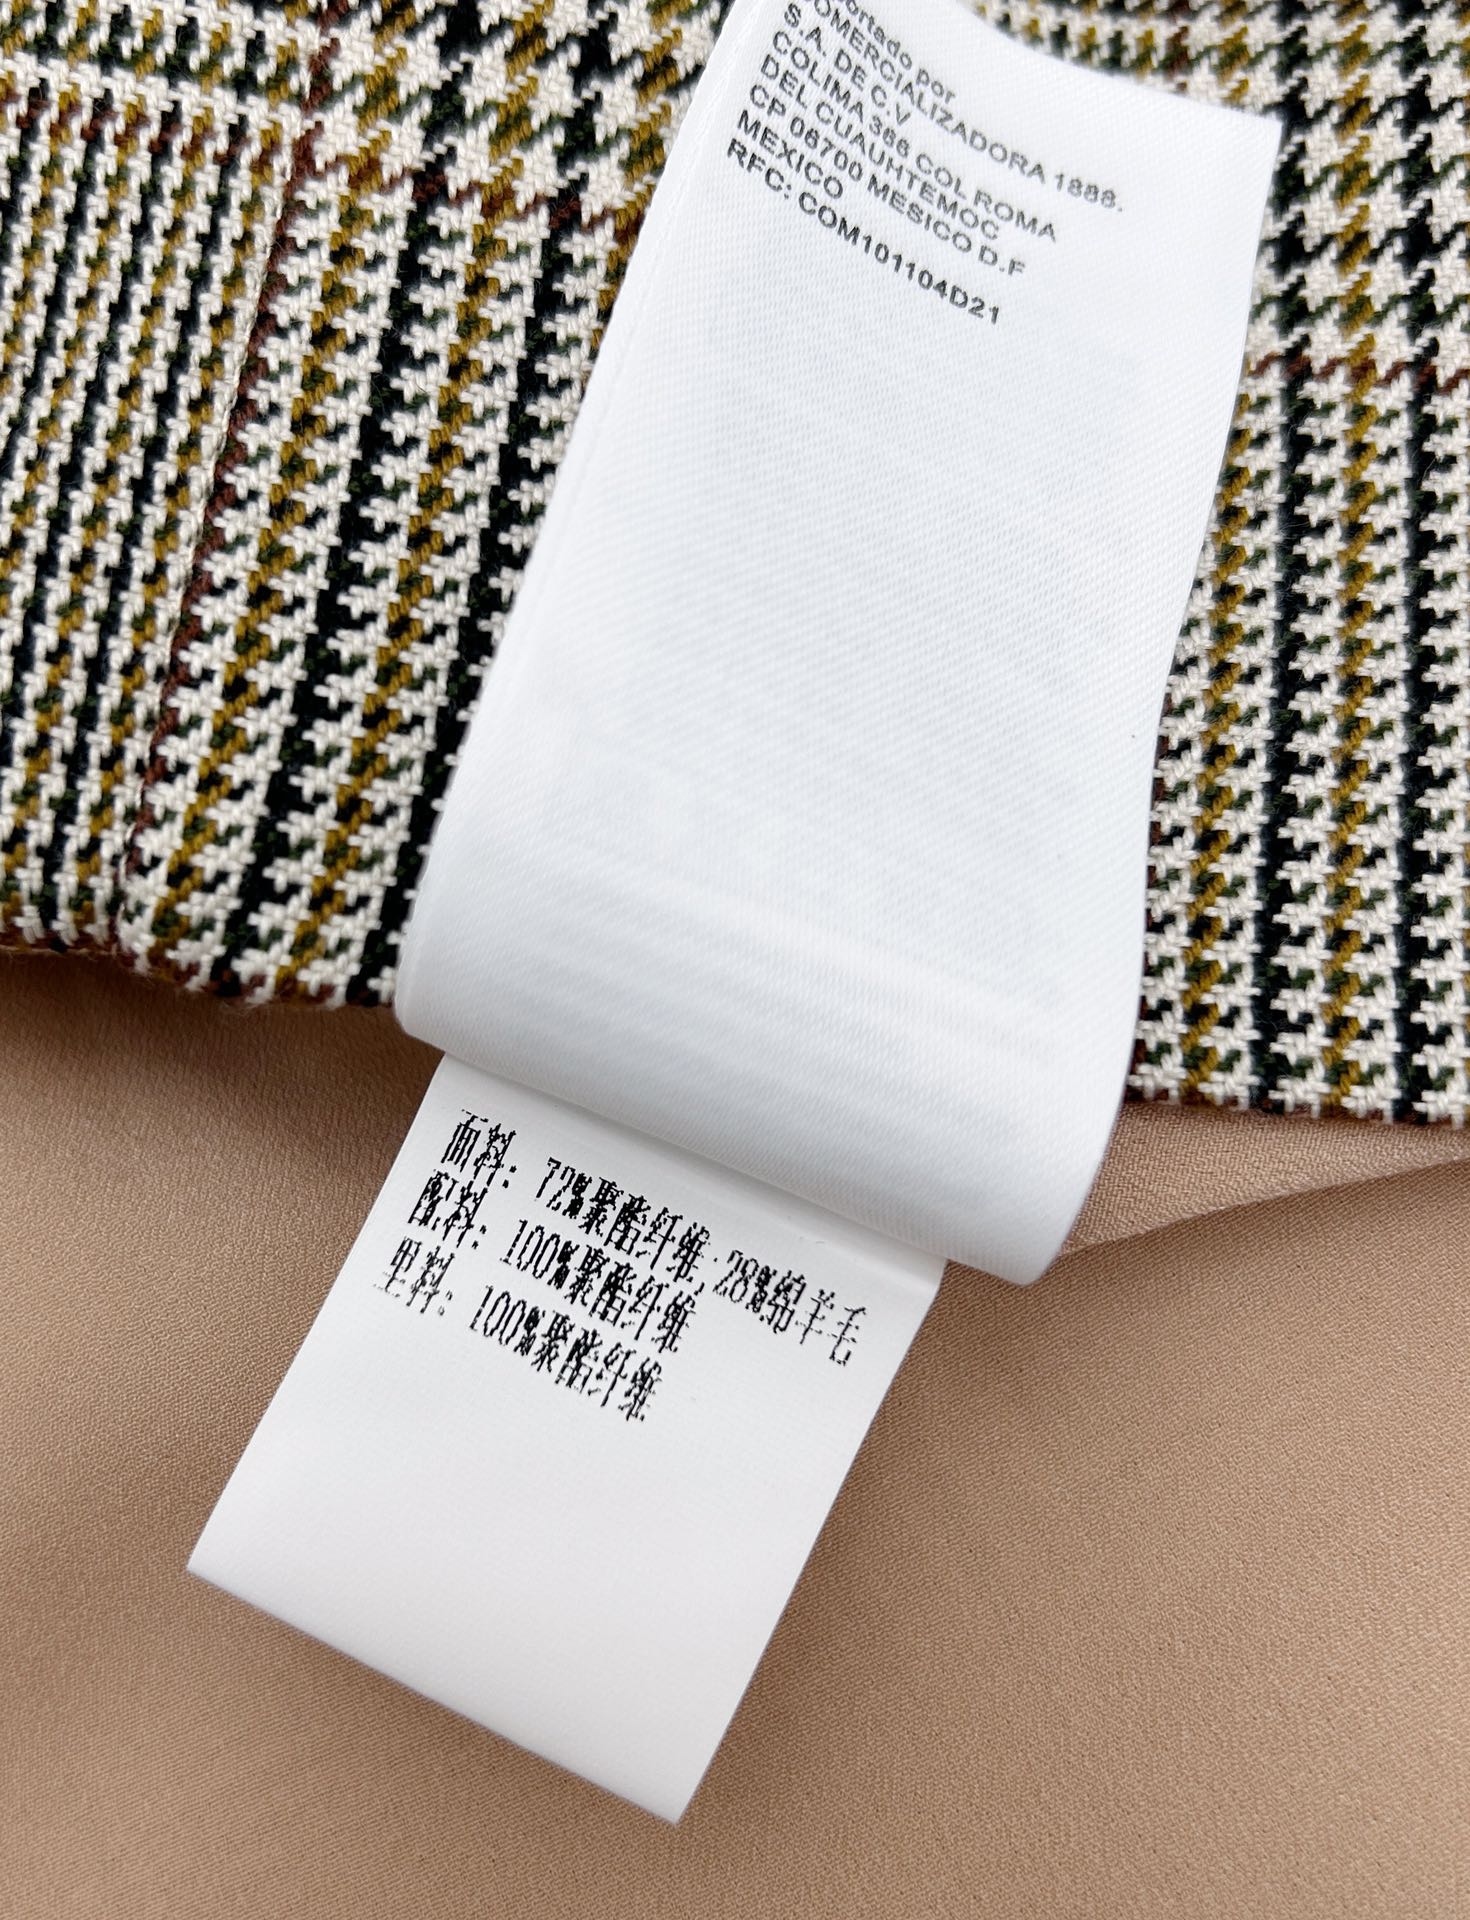 ortado por
COMERCIALIZADORA 1888.
S.A. DE C.V
COLIMA 366 COL ROMA
DEL CUAUHTEMOC
CP 06700 MESICO D.F
MEXICO
RFC: COM101104D21
面料: 72%聚酯纤维;28%绵羊毛
配料: 100%聚酯纤维
里料: 100%聚酯纤维